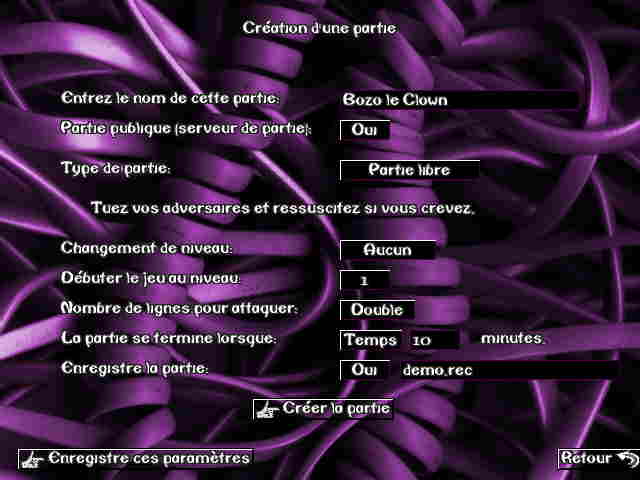 Création d'une partie
Entrez le nom de cette partie: Bozo le Clown
Partie publique (serveur de partie): Oui
Type de partie: Partie libre
Tuez vos adversaires et ressuscitez si vous crevez.
Changement de niveau: Aucun
Débuter le jeu au niveau: 1
Nombre de lignes pour attaquer: Double
La partie se termine lorsque: Temps 10 minutes.
Enregistre la partie: Oui demo.rec
Créer la partie
Enregistre ces paramètres Retour